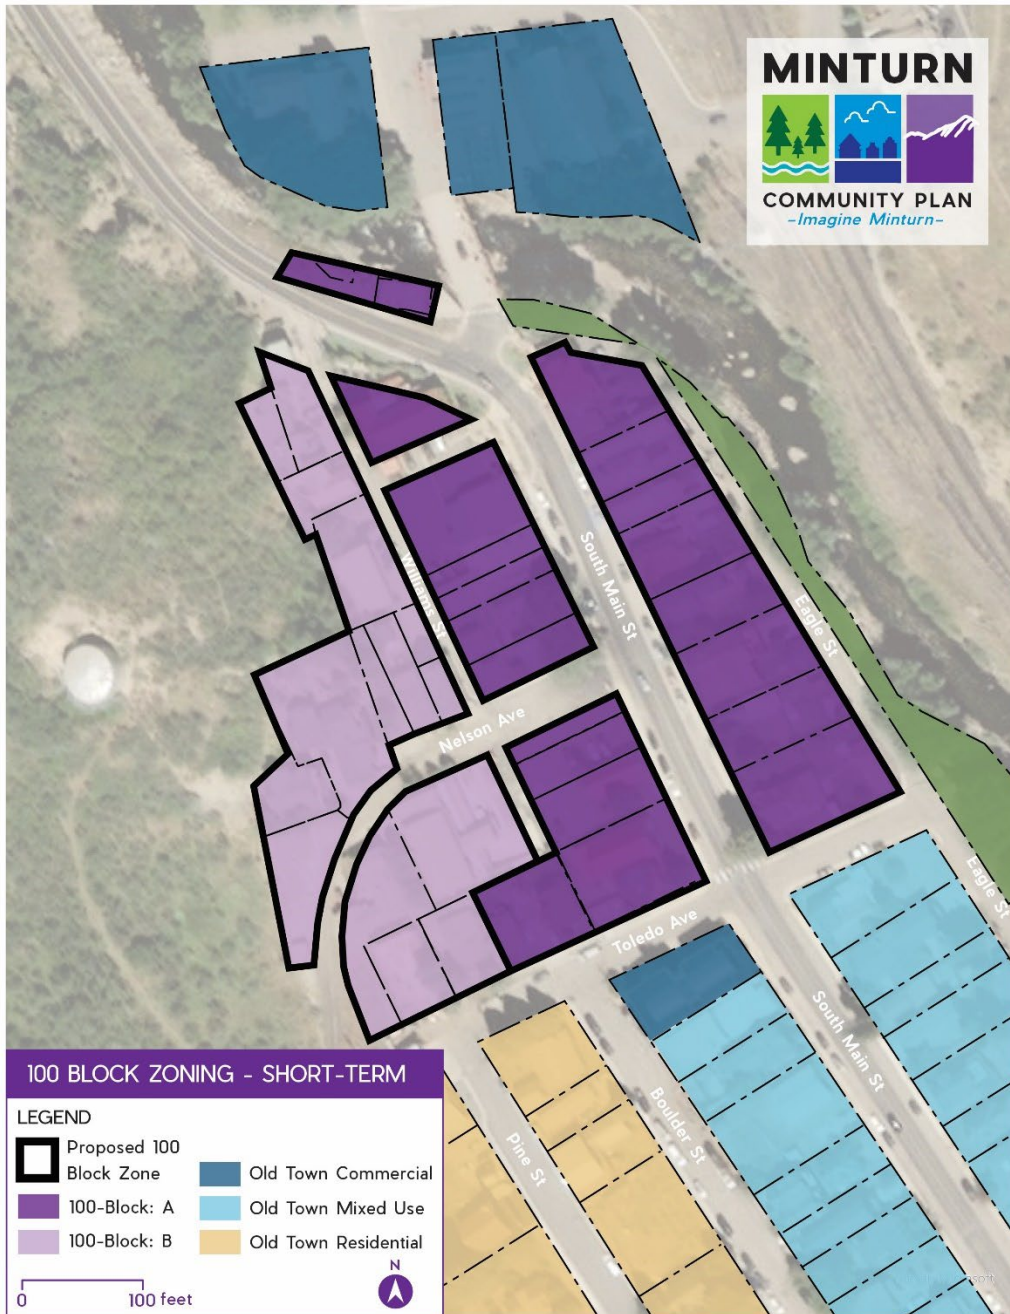 MINTURN
COMMUNITY PLAN
-Imagine Minturn-
South Main St
Williams St
Eagle St
Nelson Ave
Toledo Ave
Eagle St
South Main St
Boulder St
Pine St
100 BLOCK ZONING - SHORT-TERM
LEGEND
Proposed 100
Block Zone
100-Block: A
100-Block: B
Old Town Commercial
Old Town Mixed Use
Old Town Residential
0
100 feet
N